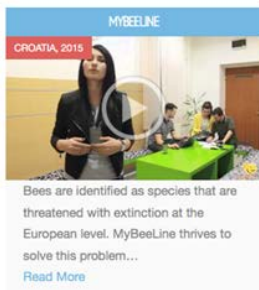 MYBEELINE
CROATIA, 2015
Bees are identified as species that are
threatened with extinction at the
European level. MyBeeLine thrives to
solve this problem...
Read More